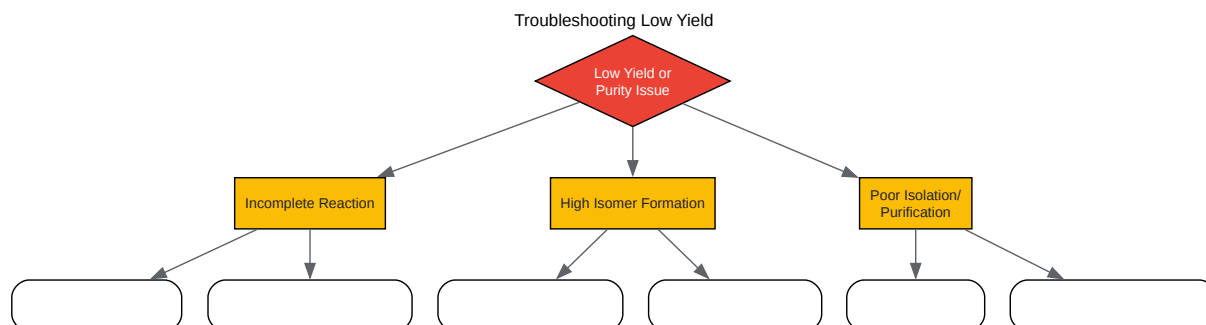 Troubleshooting Low Yield
Low Yield or
Purity Issue
Incomplete Reaction
High Isomer Formation
Poor Isolation/
Purification